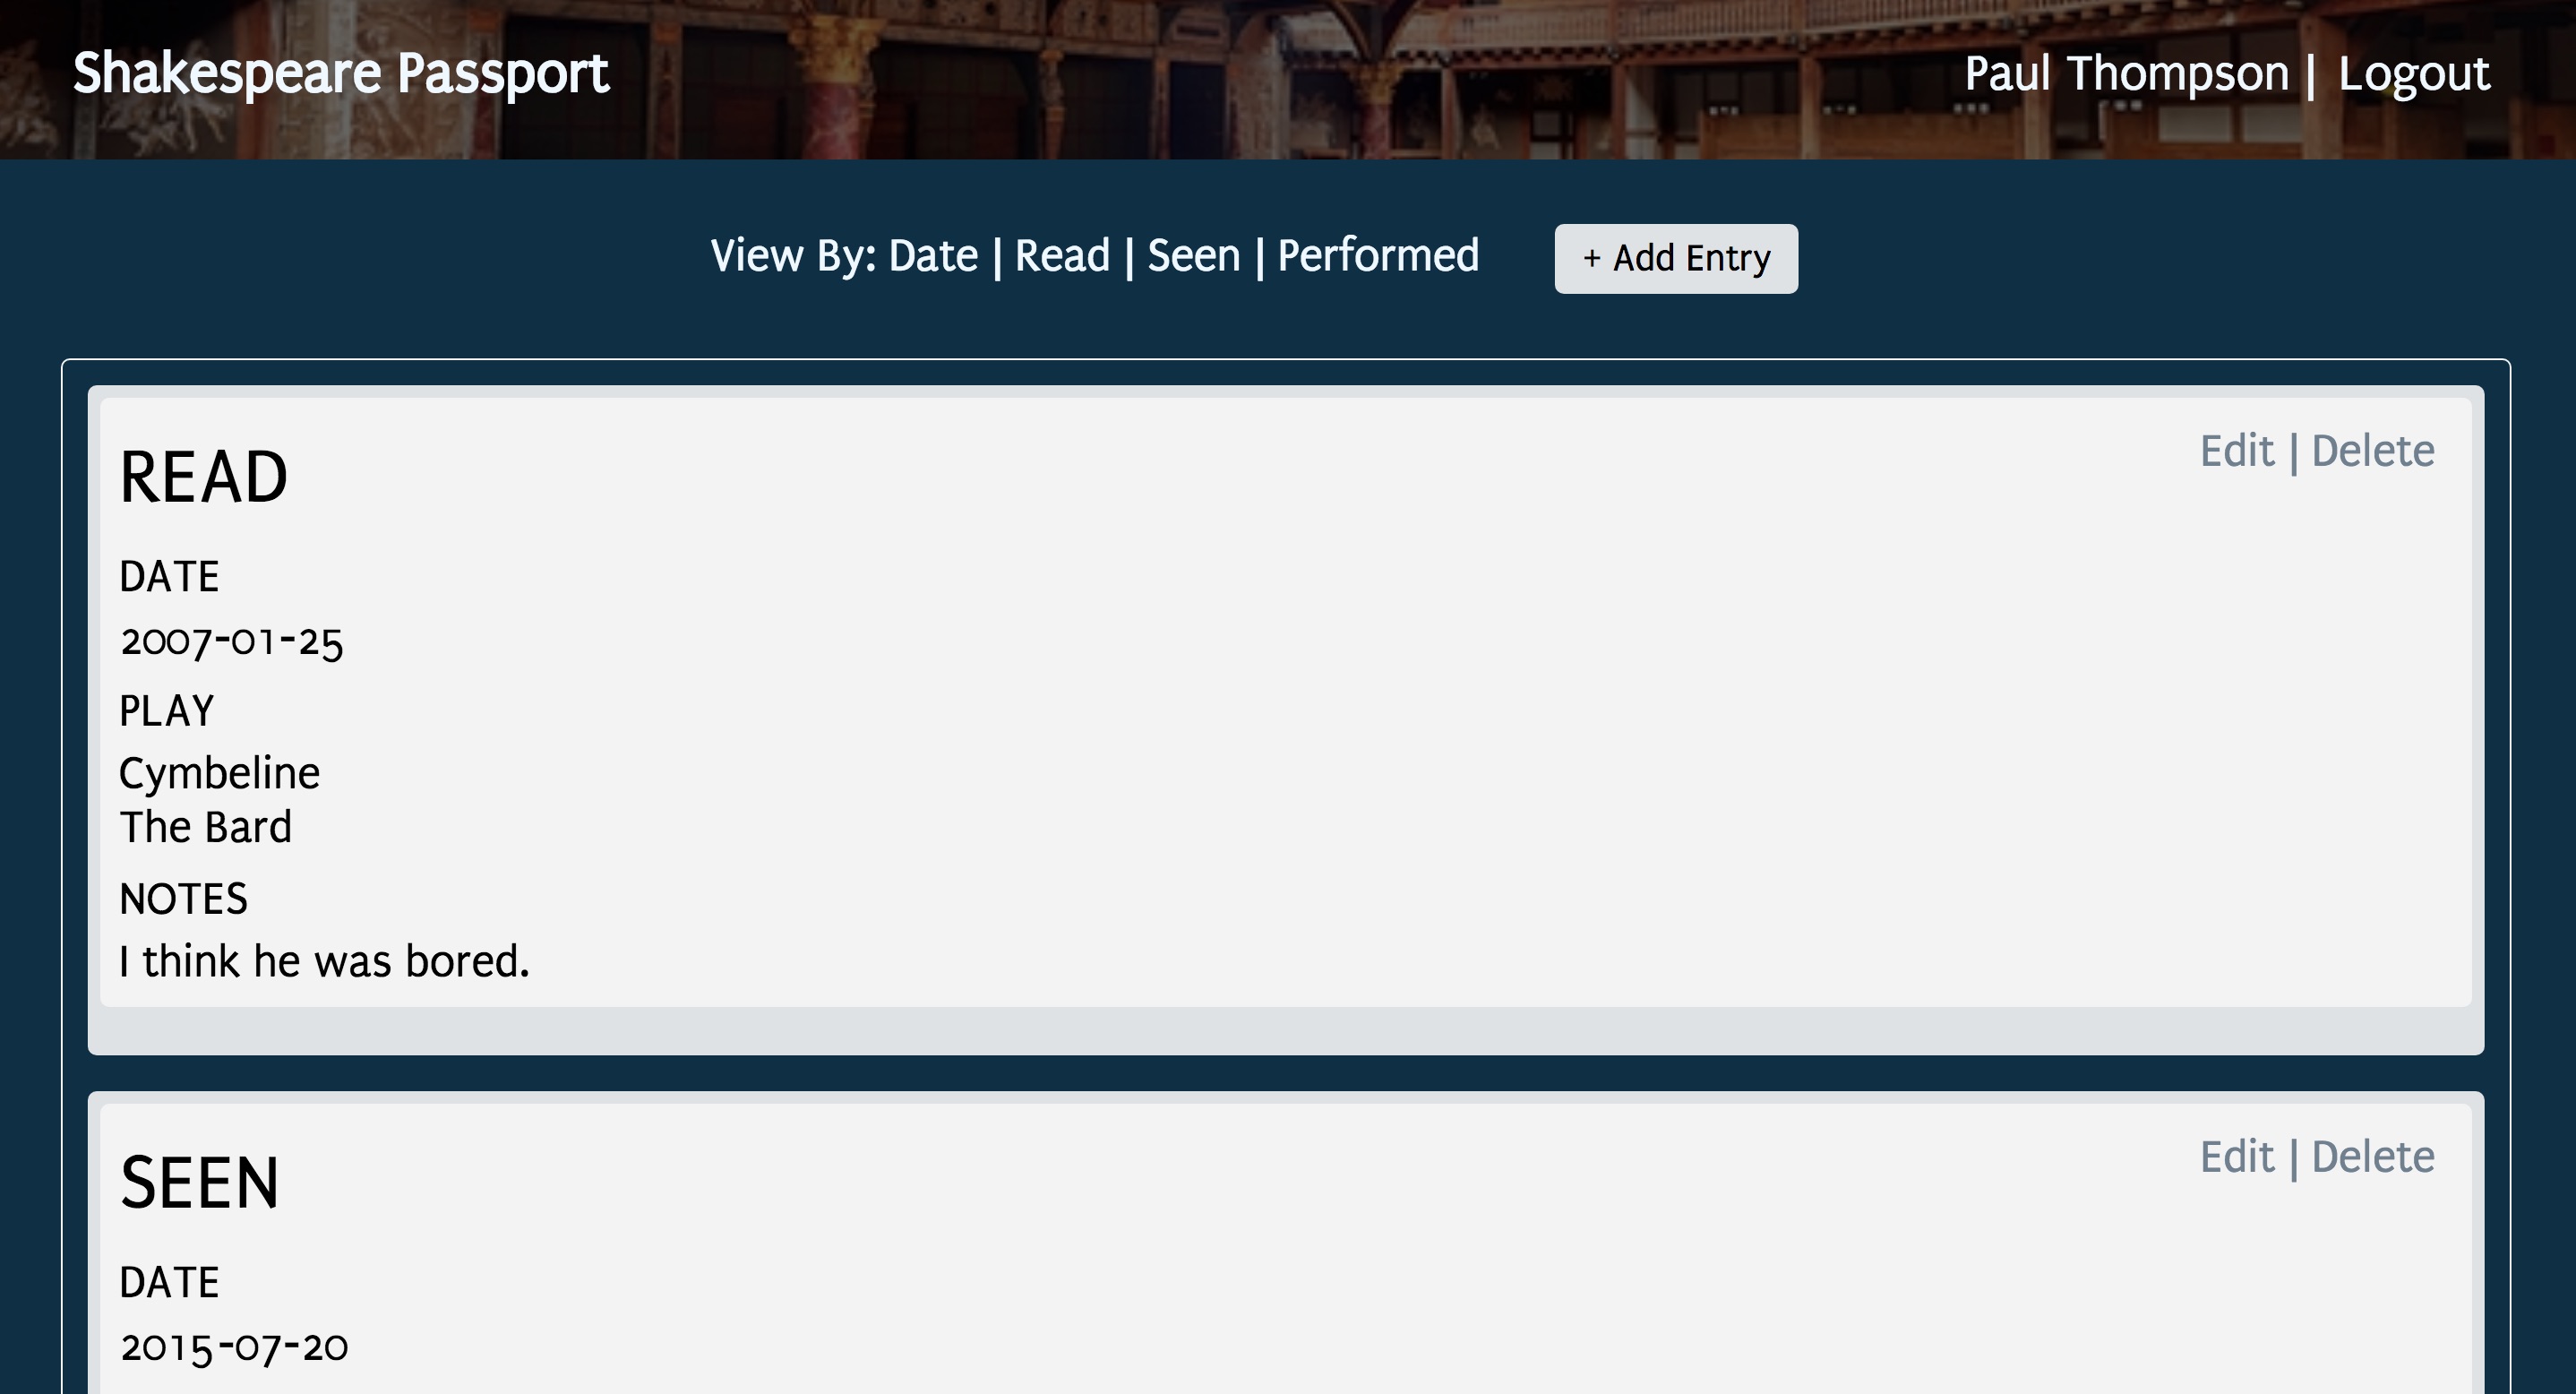 Shakespeare Passport
Paul Thompson | Logout
View By: Date | Read | Seen | Performed
+ Add Entry
READ
Edit | Delete
DATE
2007-01-25
PLAY
Cymbeline
The Bard
NOTES
I think he was bored.
SEEN
Edit | Delete
DATE
2015-07-20